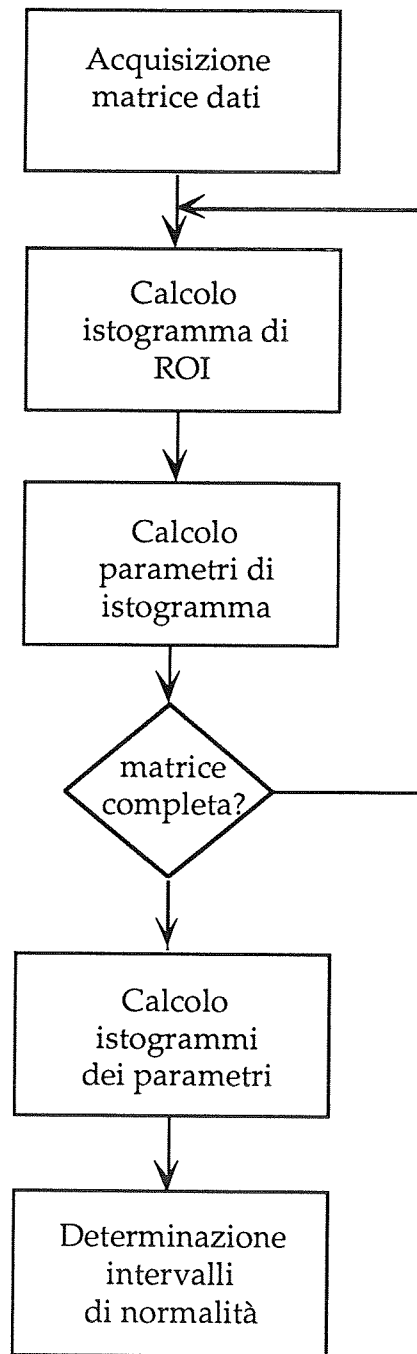 Acquisizione
matrice dati
Calcolo
istogramma di
ROI
Calcolo
parametri di
istogramma
matrice
completa?
Calcolo
istogrammi
dei parametri
Determinazione
intervalli
di normalità